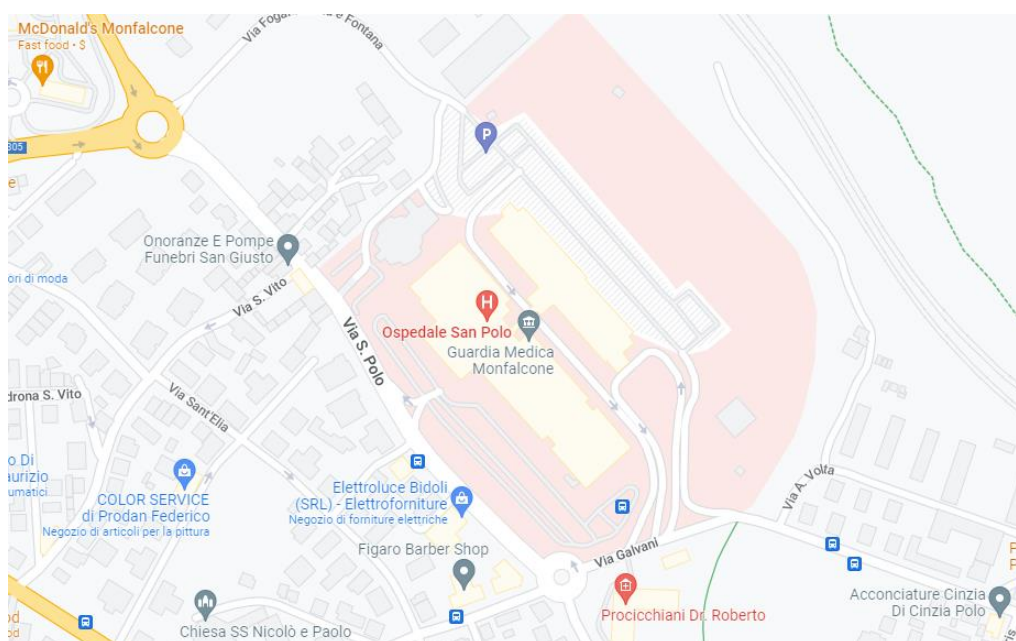 McDonald's Monfalcone
Fast food • $
Via Foga
e Fontana
P
305
Onoranze E Pompe
Funebri San Giusto
ori di moda
Via S. Vito
Via S. Polo
H
Ospedale San Polo
Guardia Medica
Monfalcone
drona S. Vito
Via Sant'Elia
o Di
aurizio
umatici
COLOR SERVICE
di Prodan Federico
Negozio di articoli per la pittura
Elettroluce Bidoli
(SRL) - Elettroforniture
Negozio di forniture elettriche
Via A. Volta
Figaro Barber Shop
Via Galvani
Procicchiani Dr. Roberto
Acconciature Cinzia
Di Cinzia Polo
Chiesa SS Nicolò e Paolo